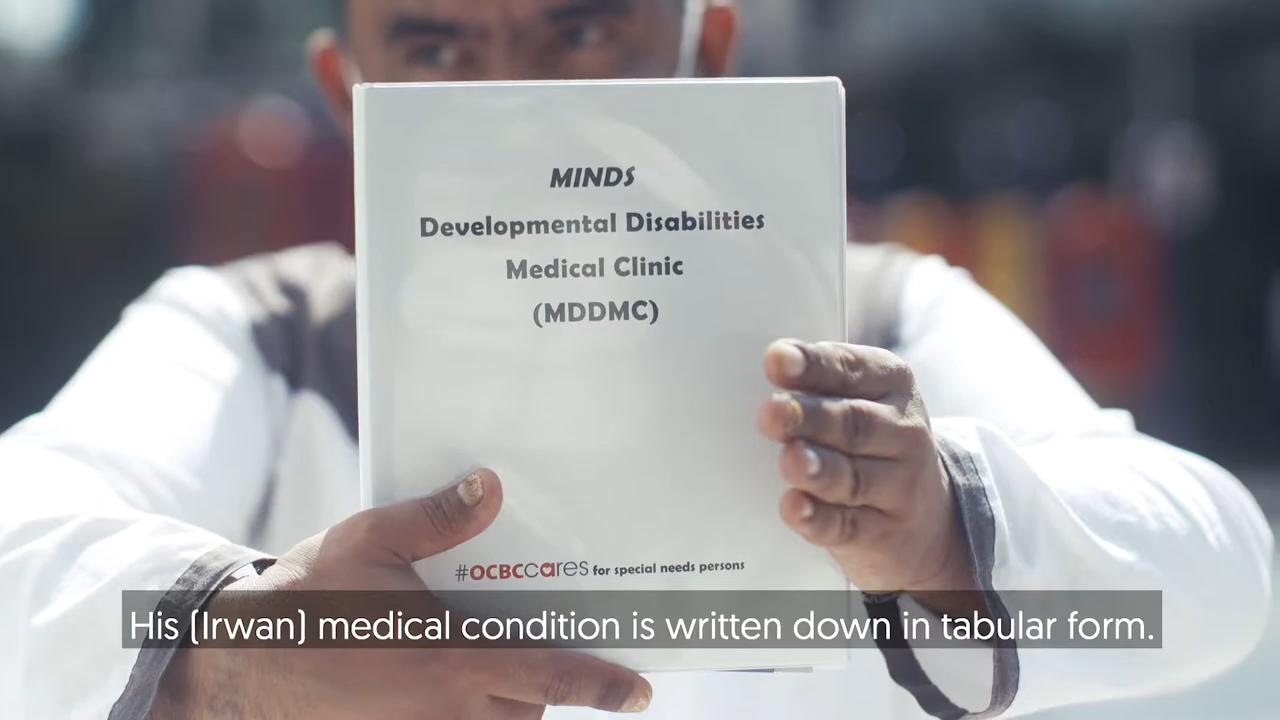 MINDS
Developmental Disabilities
Medical Clinic
(MDDMC)
#OCBCcares for special needs persons
His (Irwan) medical condition is written down in tabular form.